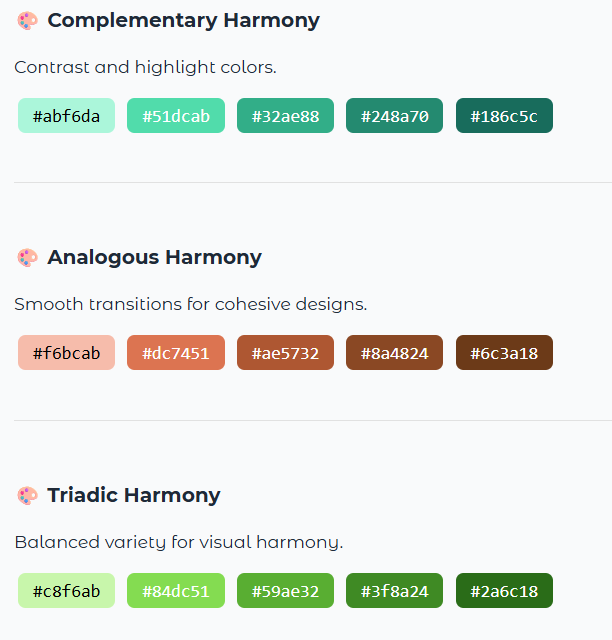 Complementary Harmony
Contrast and highlight colors.
#abf6da #51dcab #32ae88 #248a70 #186c5c
Analogous Harmony
Smooth transitions for cohesive designs.
#f6bcab #dc7451 #ae5732 #8a4824 #6c3a18
Triadic Harmony
Balanced variety for visual harmony.
#c8f6ab #84dc51 #59ae32 #3f8a24 #2a6c18